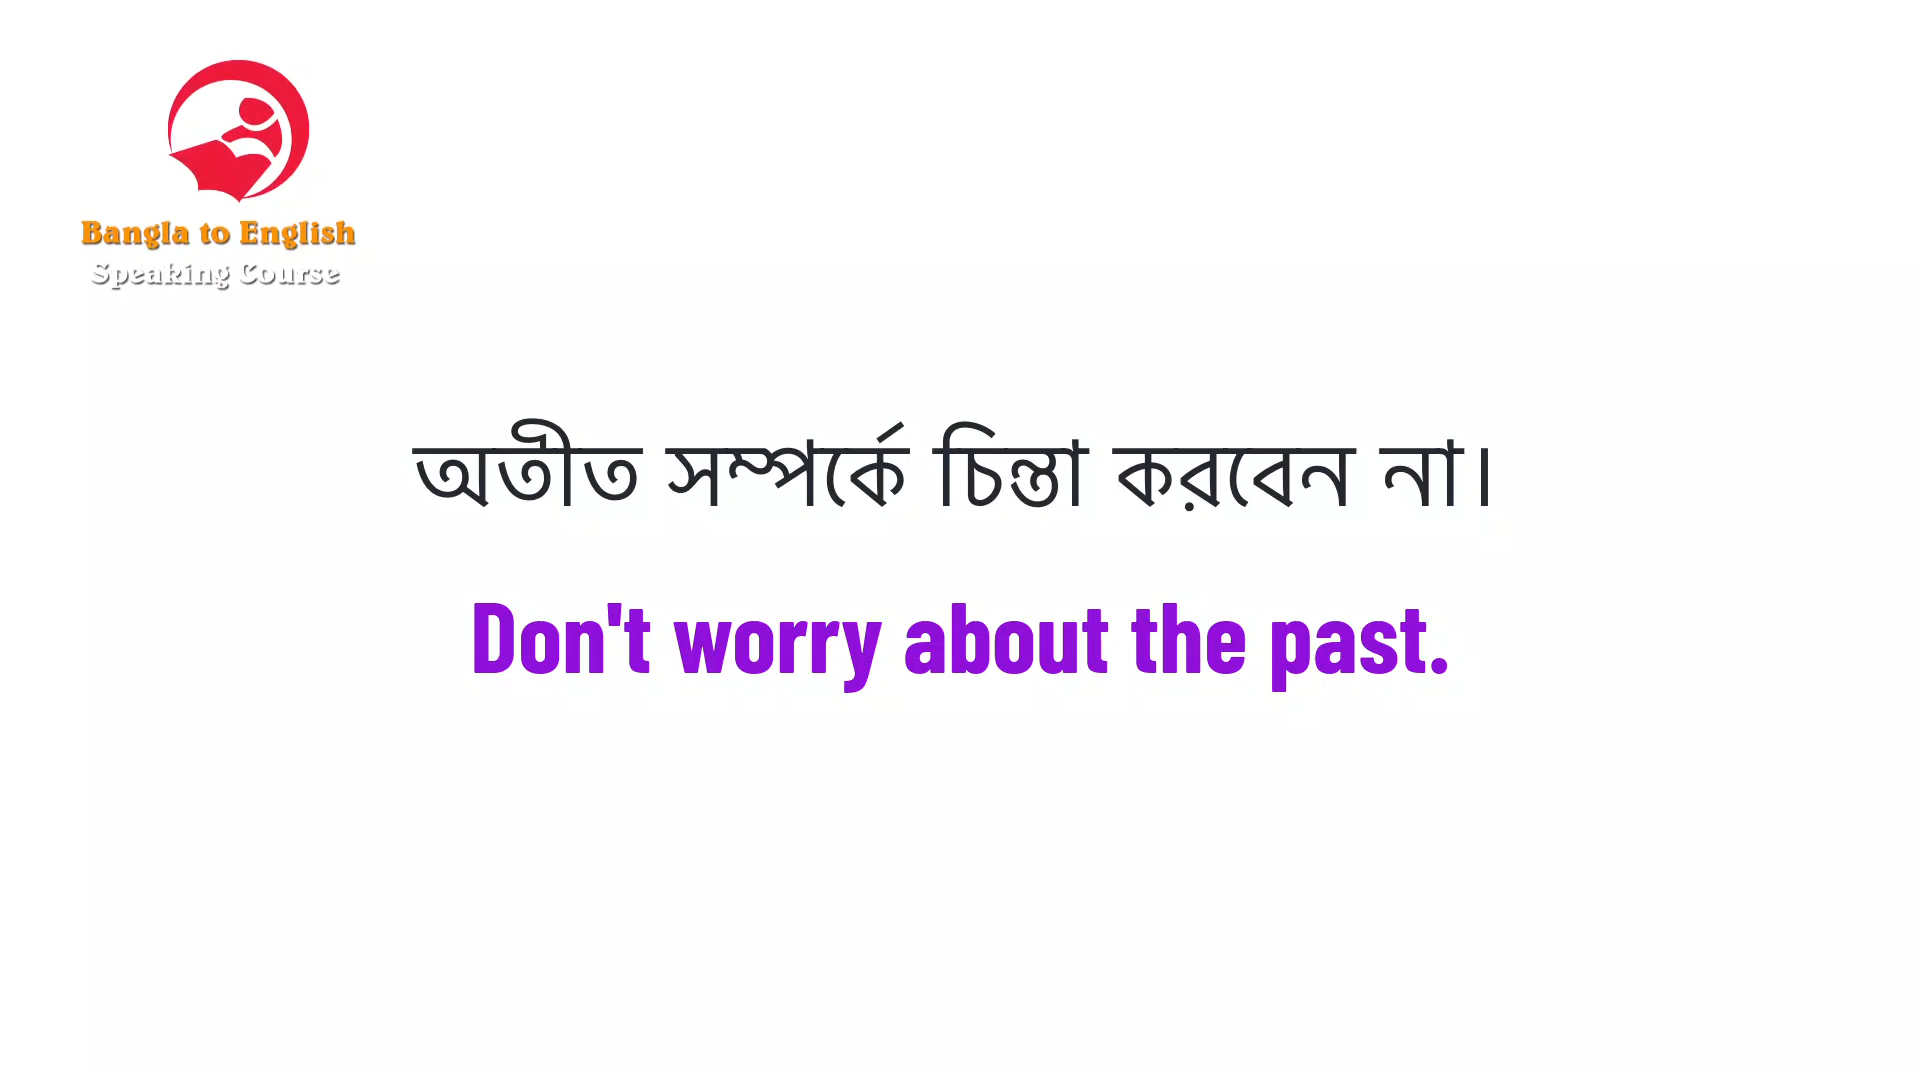 Bangla to English
Speaking Course
অতীত সম্পর্কে চিন্তা করবেন না।
Don't worry about the past.